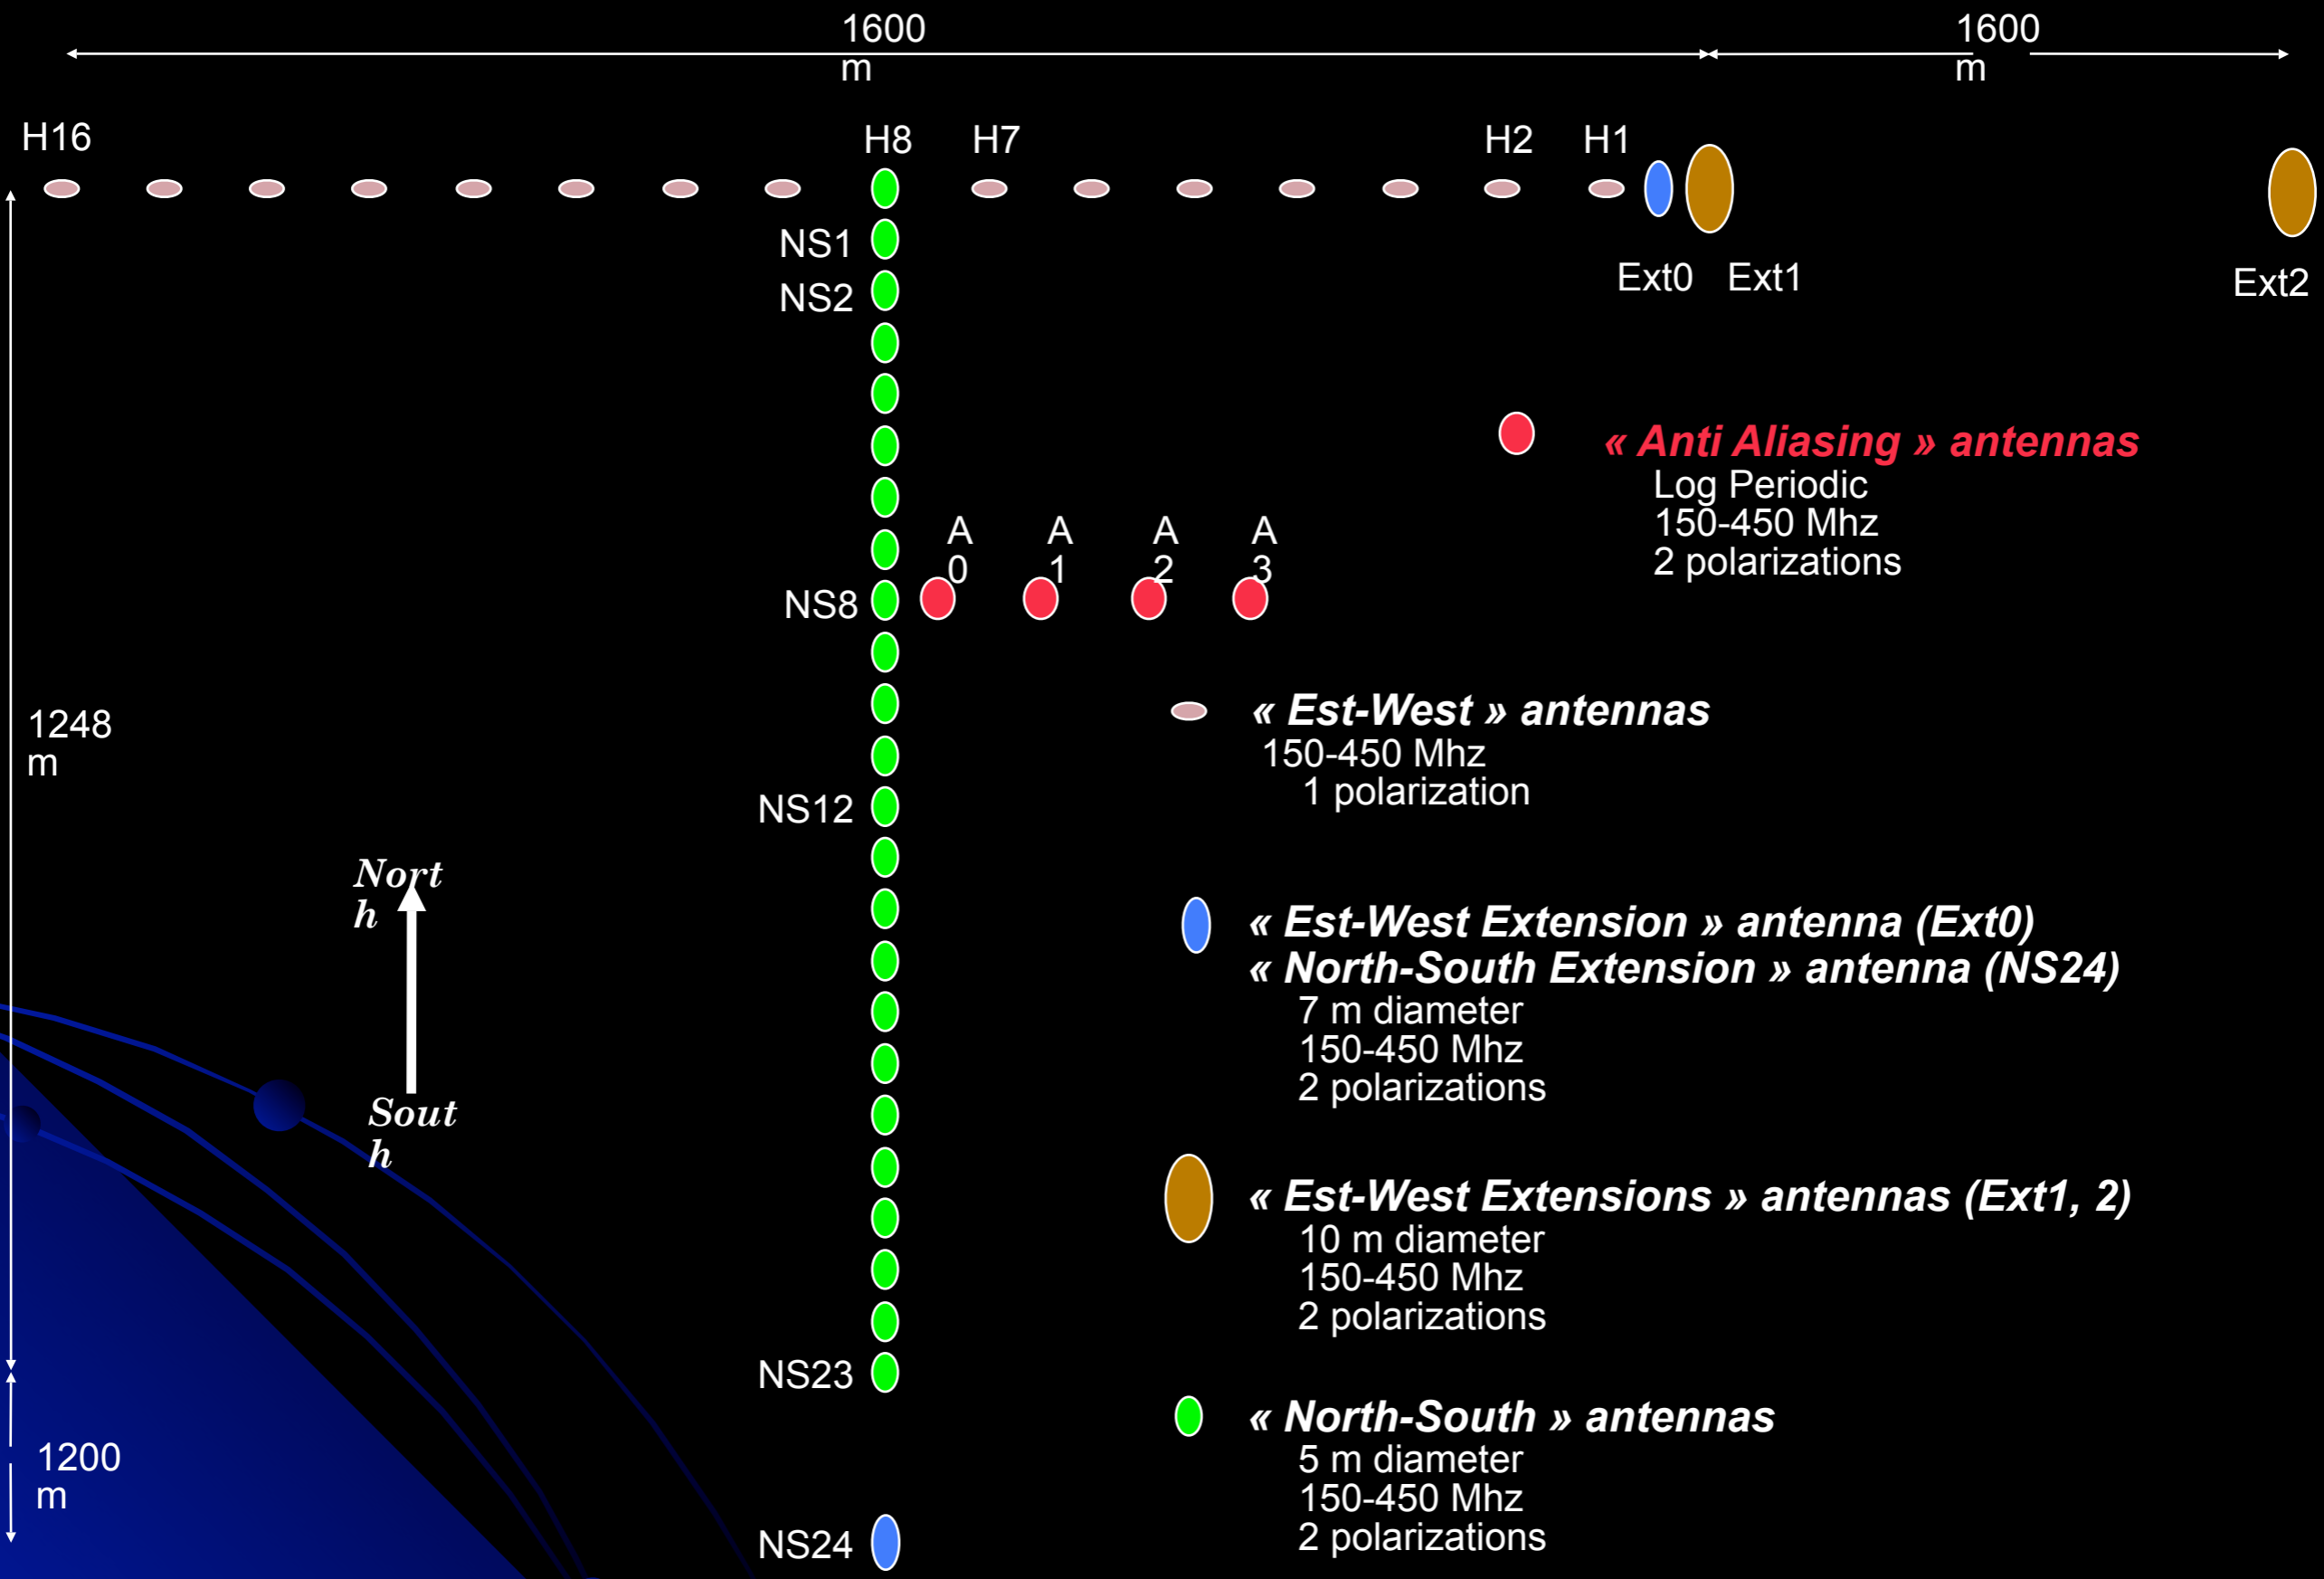 1600
m
1600
m
H16
H8
H7
H2
H1
NS1
NS2
Ext0
Ext1
Ext2
« Anti Aliasing » antennas
Log Periodic
150-450 Mhz
2 polarizations
A
0
A
1
A
2
A
3
NS8
« Est-West » antennas
150-450 Mhz
1 polarization
1248
m
NS12
Nort
h
Sout
h
« Est-West Extension » antenna (Ext0)
« North-South Extension » antenna (NS24)
7 m diameter
150-450 Mhz
2 polarizations
« Est-West Extensions » antennas (Ext1, 2)
10 m diameter
150-450 Mhz
2 polarizations
NS23
« North-South » antennas
5 m diameter
150-450 Mhz
2 polarizations
1200
m
NS24